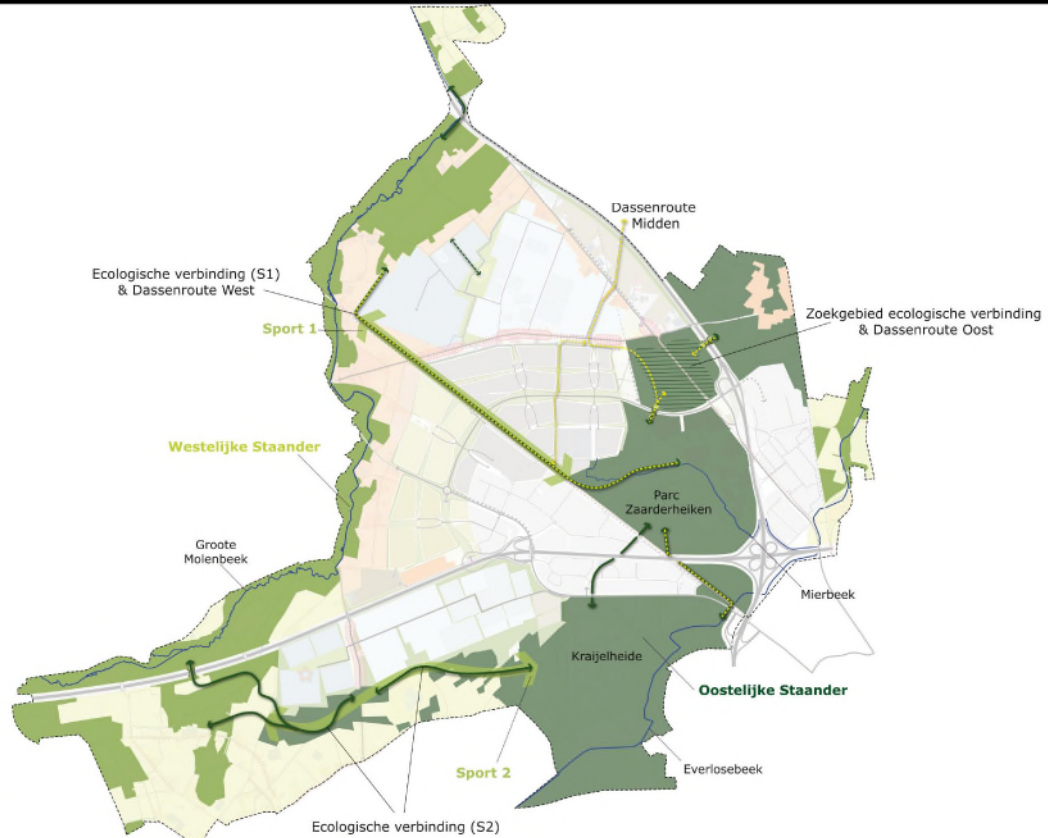 Dassenroute
Midden
Ecologische verbinding (S1)
& Dassenroute West
Sport 1
Zoekgebied ecologische verbinding
& Dassenroute Oost
Westelijke Staander
Parc
Zaarderheiken
Groote
Molenbeek
Mierbeek
Kraijelheide
Oostelijke Staander
Everlosebeek
Sport 2
Ecologische verbinding (S2)